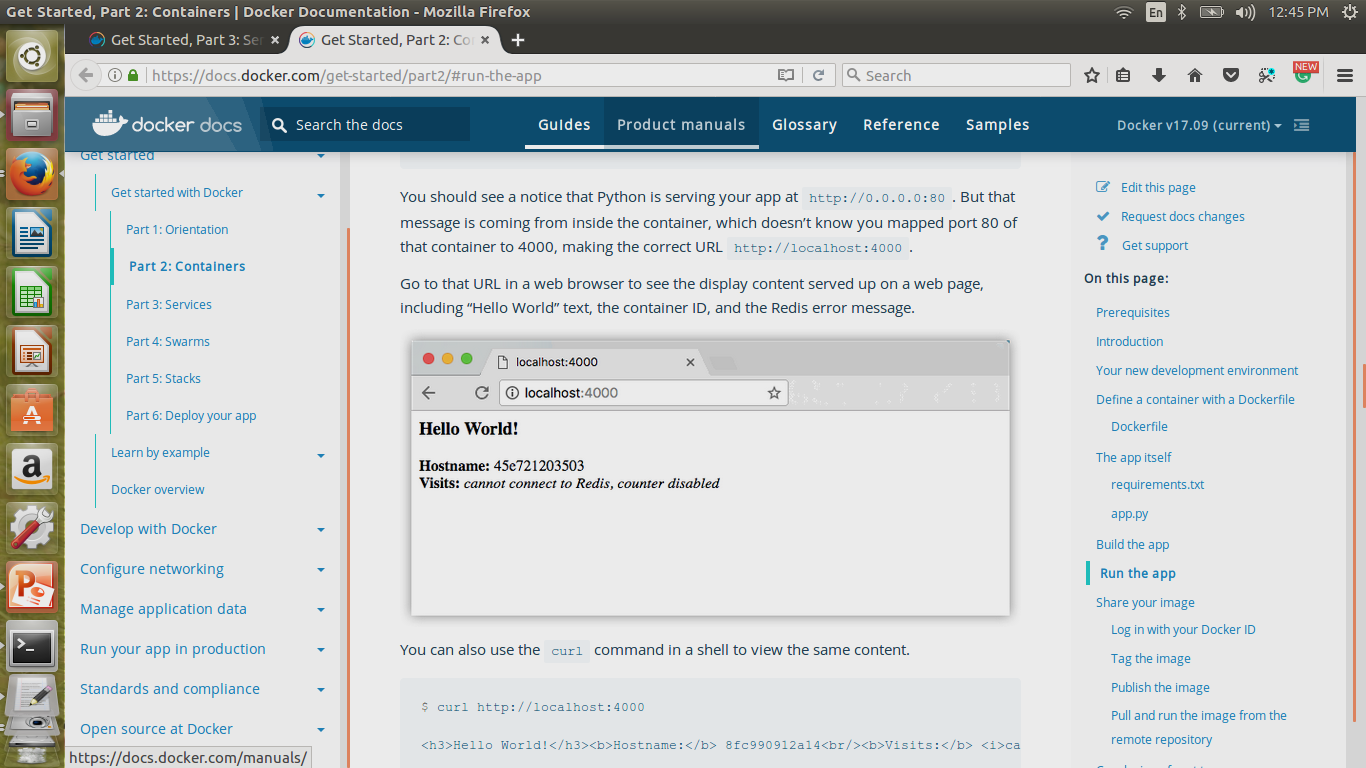 Get Started, Part 2: Containers | Docker Documentation - Mozilla Firefox
En
12:45 PM
Get Started, Part 3: Ser
Get Started, Part 2: Co
https://docs.docker.com/get-started/part2/#run-the-app
Search
NEW
docker docs
Search the docs
Guides
Product manuals
Glossary
Reference
Samples
Docker v17.09 (current)
Get started
Get started with Docker
Part 1: Orientation
Part 2: Containers
Part 3: Services
Part 4: Swarms
Part 5: Stacks
Part 6: Deploy your app
Learn by example
Docker overview
Develop with Docker
Configure networking
Manage application data
Run your app in production
Standards and compliance
Open source at Docker
https://docs.docker.com/manuals/
You should see a notice that Python is serving your app at http://0.0.0.0:80 . But that
message is coming from inside the container, which doesn’t know you mapped port 80 of
that container to 4000, making the correct URL http://localhost:4000 .
Go to that URL in a web browser to see the display content served up on a web page,
including “Hello World” text, the container ID, and the Redis error message.
localhost:4000
localhost:4000
Hello World!
Hostname: 45e721203503
Visits: cannot connect to Redis, counter disabled
You can also use the curl command in a shell to view the same content.
$ curl http://localhost:4000
<h3>Hello World!</h3><b>Hostname:</b> 8fc990912a14<br/><b>Visits:</b> <i>ca
Edit this page
Request docs changes
Get support
On this page:
Prerequisites
Introduction
Your new development environment
Define a container with a Dockerfile
Dockerfile
The app itself
requirements.txt
app.py
Build the app
Run the app
Share your image
Log in with your Docker ID
Tag the image
Publish the image
Pull and run the image from the
remote repository